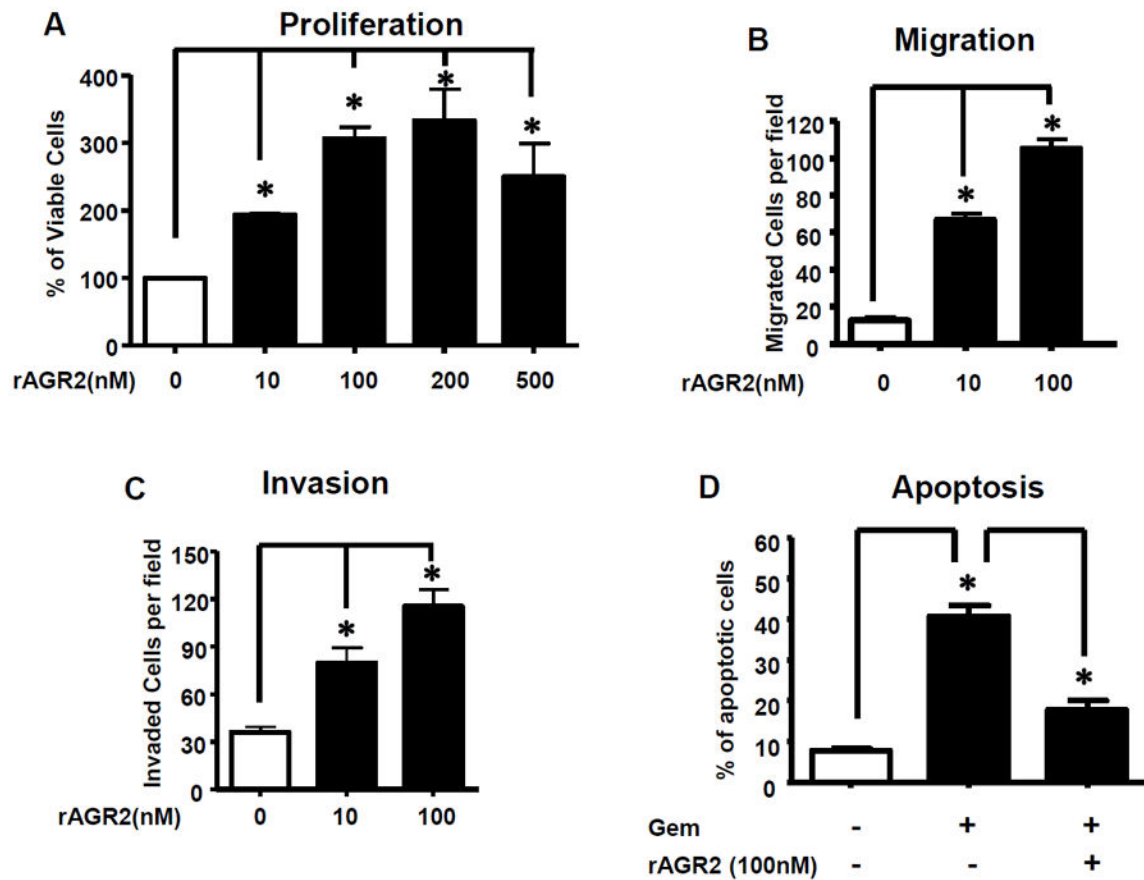 A Proliferation
% of Viable Cells
400
300
200
100
0
* * * *
rAGR2(nM) 0 10 100 200 500
B Migration
Migrated Cells per field
120
100
80
60
40
20
0
* *
rAGR2(nM) 0 10 100
C Invasion
Invaded Cells per field
150
120
90
60
30
0
* *
rAGR2(nM) 0 10 100
D Apoptosis
% of apoptotic cells
60
50
40
30
20
10
0
* *
Gem - + +
rAGR2 (100nM) - - +